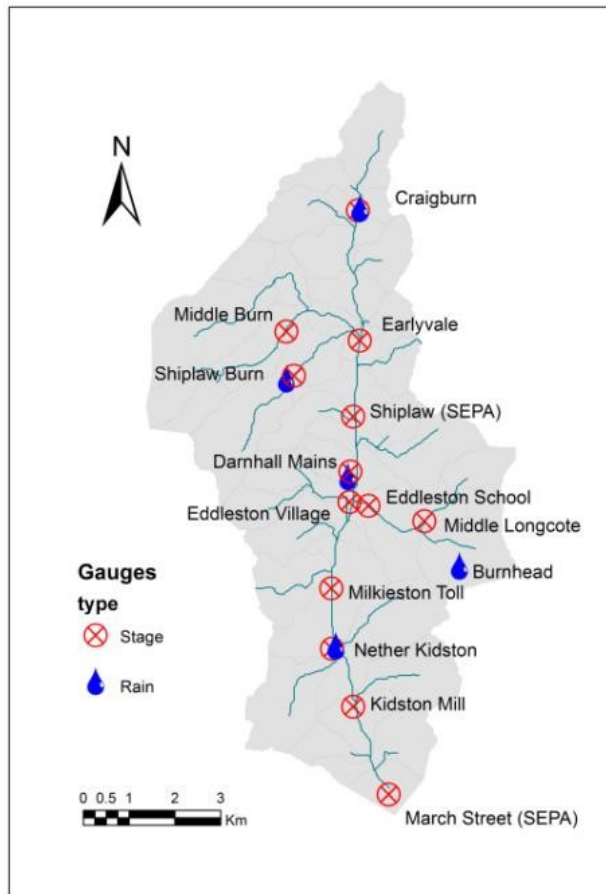 N
Craigburn
Middle Burn
Earlyvale
Shiplaw Burn
Shiplaw (SEPA)
Darnhall Mains
Eddleston School
Eddleston Village
Middle Longcote
Burnhead
Gauges
type
Stage
Rain
Milkieston Toll
Nether Kidston
Kidston Mill
0 0.5 1 2 3
Km
March Street (SEPA)